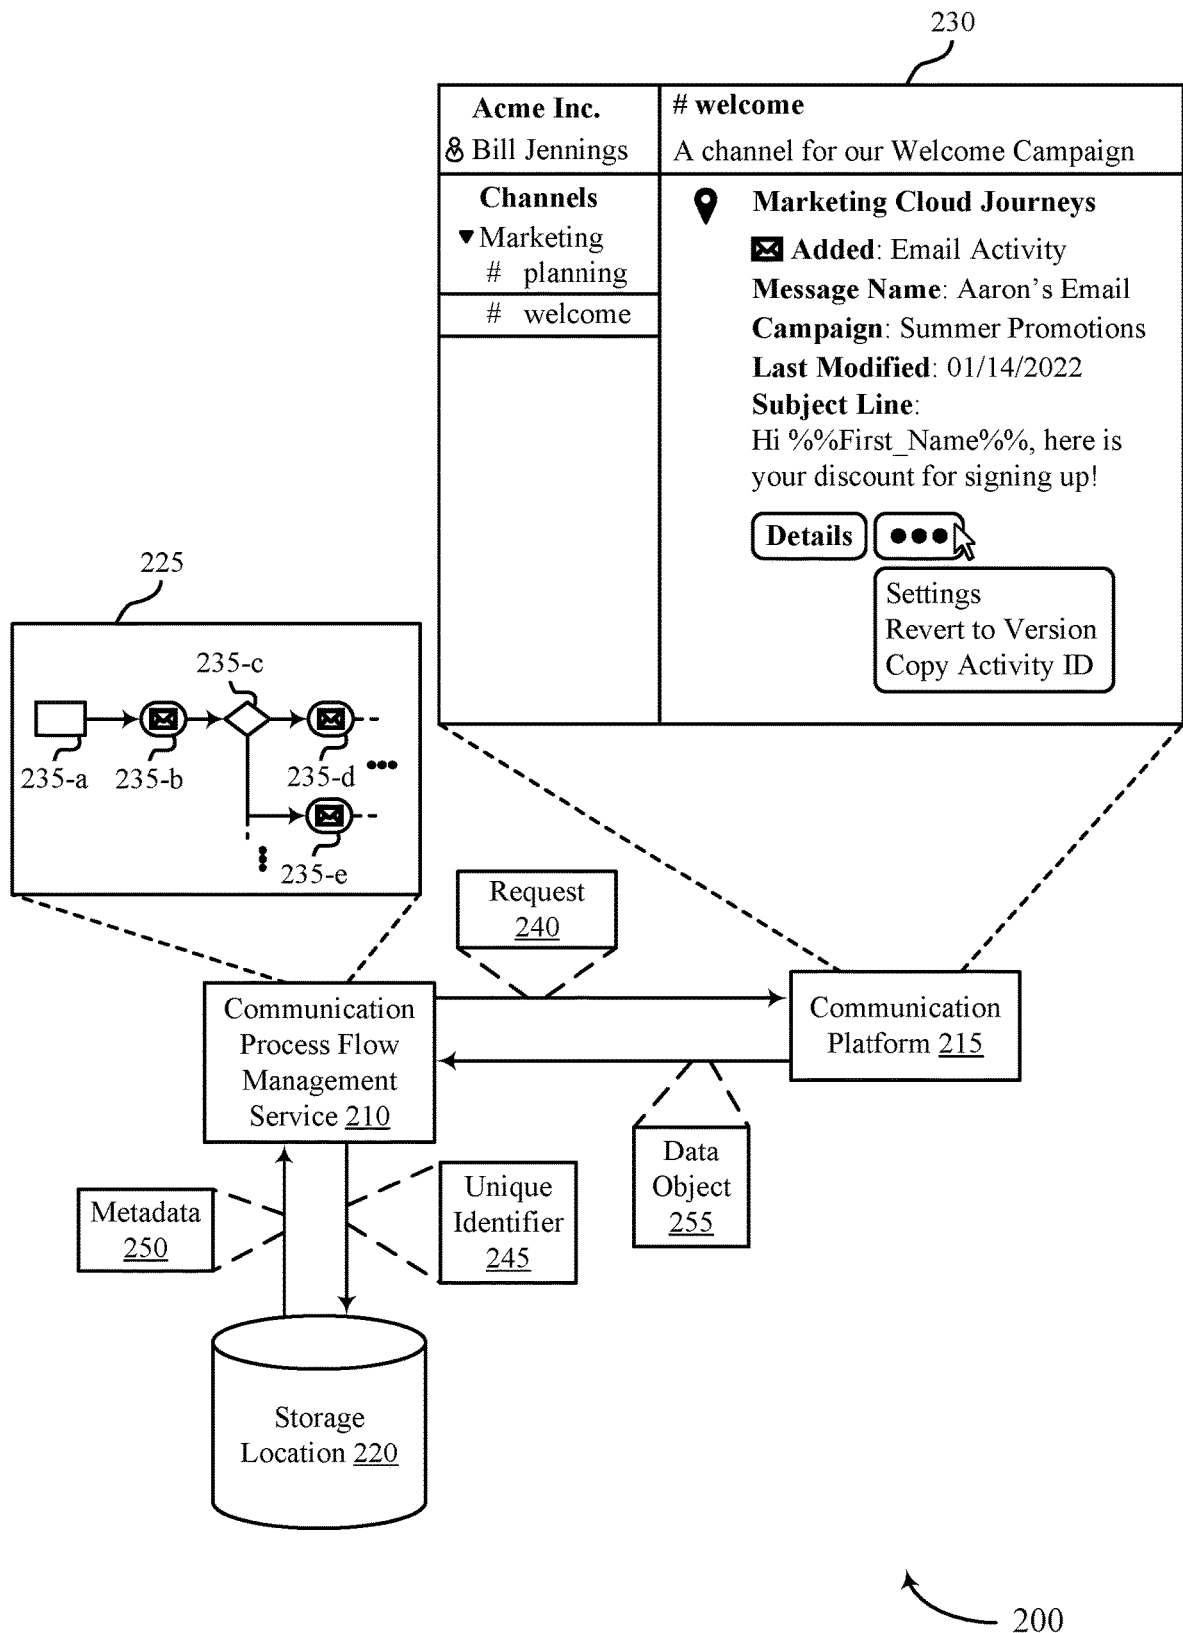 230
Acme Inc.
Bill Jennings
# welcome
A channel for our Welcome Campaign
Channels
Marketing
# planning
# welcome
Marketing Cloud Journeys
Added: Email Activity
Message Name: Aaron's Email
Campaign: Summer Promotions
Last Modified: 01/14/2022
Subject Line:
Hi %%First_Name%%, here is
your discount for signing up!
Details
Settings
Revert to Version
Copy Activity ID
225
235-c
235-a
235-b
235-d
235-e
Request
240
Communication
Process Flow
Management
Service 210
Communication
Platform 215
Data
Object
255
Metadata
250
Unique
Identifier
245
Storage
Location 220
200